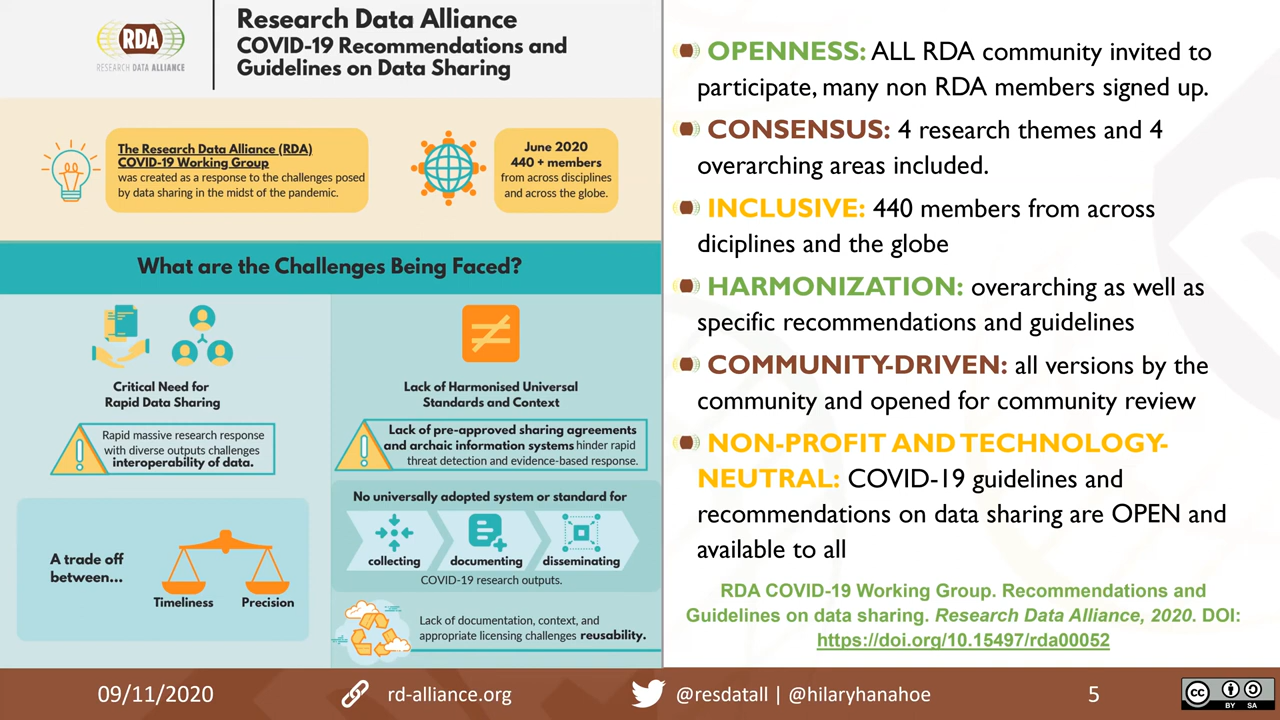 RDA
RESEARCH DATA ALLIANCE
Research Data Alliance
COVID-19 Recommendations and
Guidelines on Data Sharing
The Research Data Alliance (RDA)
COVID-19 Working Group
was created as a response to the challenges posed
by data sharing in the midst of the pandemic.
June 2020
440 + members
from across disciplines
and across the globe.
What are the Challenges Being Faced?
Critical Need for
Rapid Data Sharing
Rapid massive research response
with diverse outputs challenges
interoperability of data.
A trade off
between...
Timeliness
Precision
Lack of Harmonised Universal
Standards and Context
Lack of pre-approved sharing agreements
and archaic information systems hinder rapid
threat detection and evidence-based response.
No universally adopted system or standard for
collecting
documenting
disseminating
COVID-19 research outputs.
Lack of documentation, context, and
appropriate licensing challenges reusability.
OPENNESS: ALL RDA community invited to
participate, many non RDA members signed up.
CONSENSUS: 4 research themes and 4
overarching areas included.
INCLUSIVE: 440 members from across
diciplines and the globe
HARMONIZATION: overarching as well as
specific recommendations and guidelines
COMMUNITY-DRIVEN: all versions by the
community and opened for community review
NON-PROFIT AND TECHNOLOGY-
NEUTRAL: COVID-19 guidelines and
recommendations on data sharing are OPEN and
available to all
RDA COVID-19 Working Group. Recommendations and
Guidelines on data sharing. Research Data Alliance, 2020. DOI:
https://doi.org/10.15497/rda00052
09/11/2020
rd-alliance.org
@resdatall | @hilaryhanahoe
5
cc
BY SA